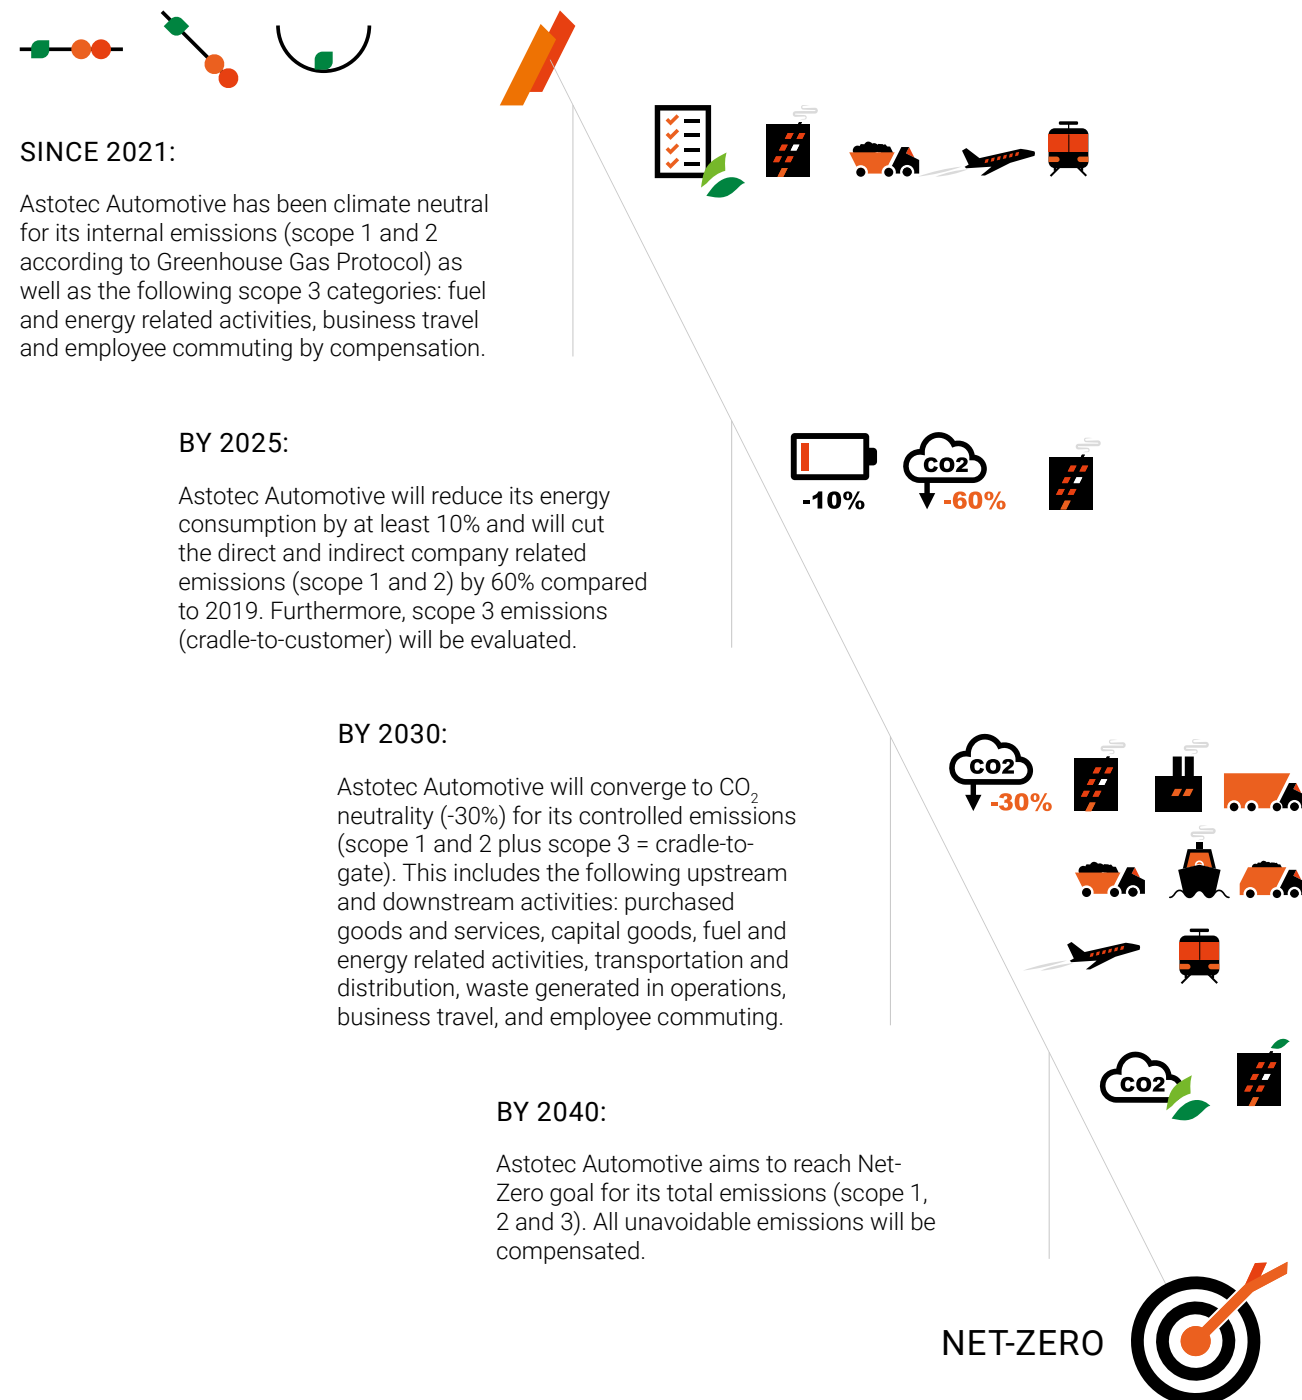 SINCE 2021:
Astotec Automotive has been climate neutral
for its internal emissions (scope 1 and 2
according to Greenhouse Gas Protocol) as
well as the following scope 3 categories: fuel
and energy related activities, business travel
and employee commuting by compensation.
BY 2025:
Astotec Automotive will reduce its energy
consumption by at least 10% and will cut
the direct and indirect company related
emissions (scope 1 and 2) by 60% compared
to 2019. Furthermore, scope 3 emissions
(cradle-to-customer) will be evaluated.
-10%
CO2
-60%
BY 2030:
Astotec Automotive will converge to CO₂
neutrality (-30%) for its controlled emissions
(scope 1 and 2 plus scope 3 = cradle-to-
gate). This includes the following upstream
and downstream activities: purchased
goods and services, capital goods, fuel and
energy related activities, transportation and
distribution, waste generated in operations,
business travel, and employee commuting.
CO2
-30%
e
BY 2040:
Astotec Automotive aims to reach Net-
Zero goal for its total emissions (scope 1,
2 and 3). All unavoidable emissions will be
compensated.
CO2
NET-ZERO